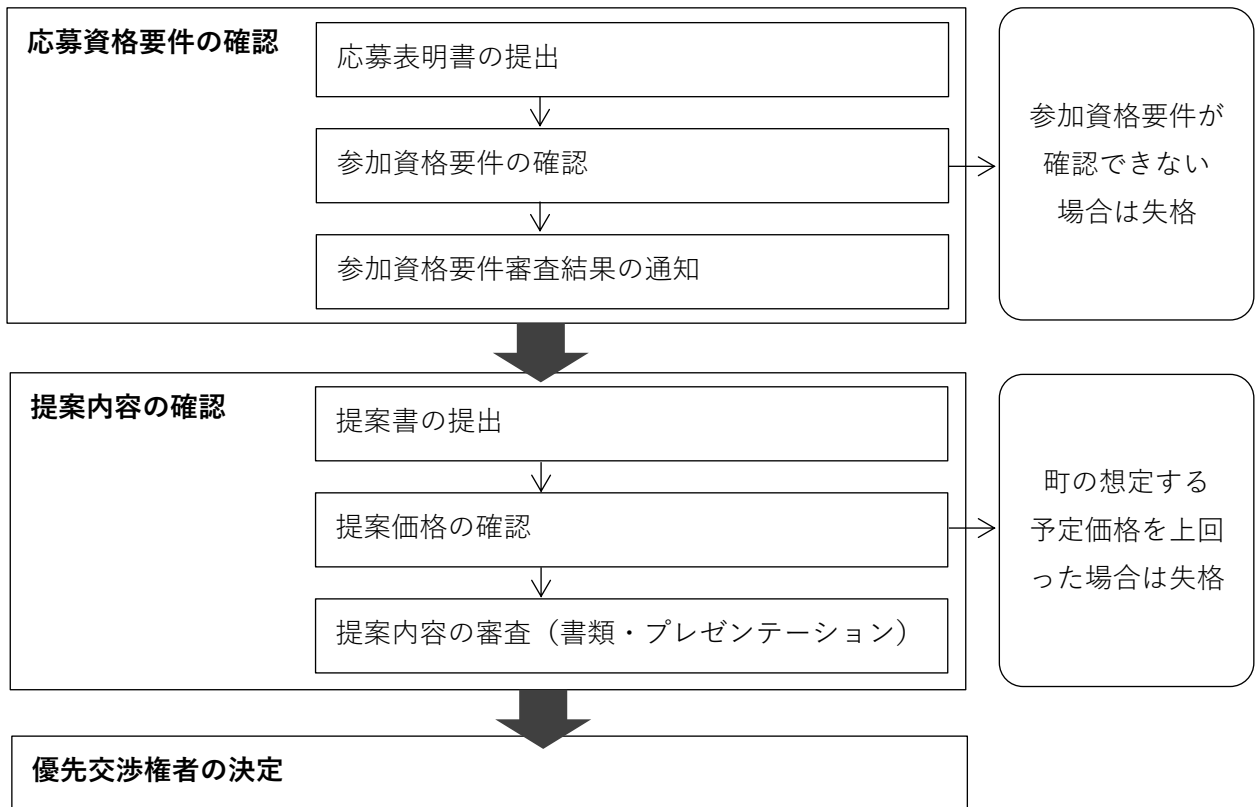 応募資格要件の確認
応募表明書の提出
参加資格要件の確認
参加資格要件審査結果の通知
参加資格要件が
確認できない
場合は失格
提案内容の確認
提案書の提出
提案価格の確認
提案内容の審査（書類・プレゼンテーション）
町の想定する
予定価格を上回
った場合は失格
優先交渉権者の決定